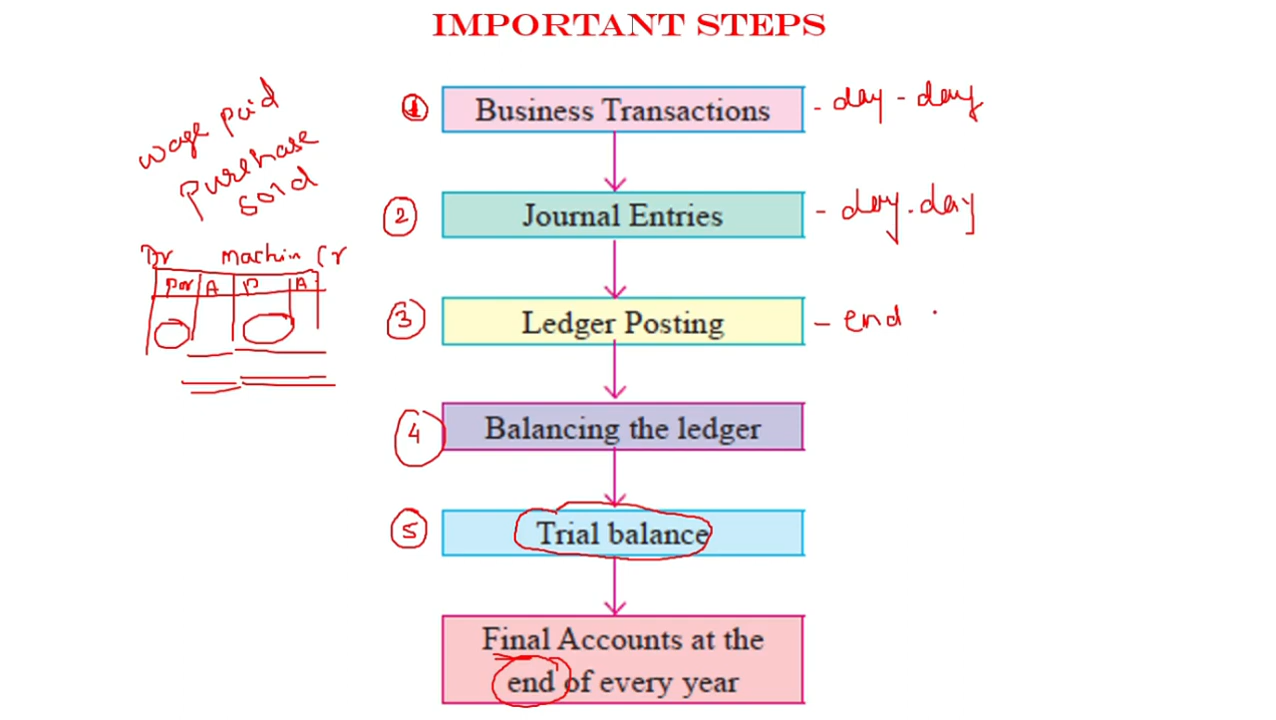 IMPORTANT STEPS
wage paid
Purchase
sold
Dr Machin Cr
Par A P A
1 Business Transactions - day - day
2 Journal Entries - day . day
3 Ledger Posting - end
4 Balancing the ledger
5 Trial balance
Final Accounts at the
end of every year